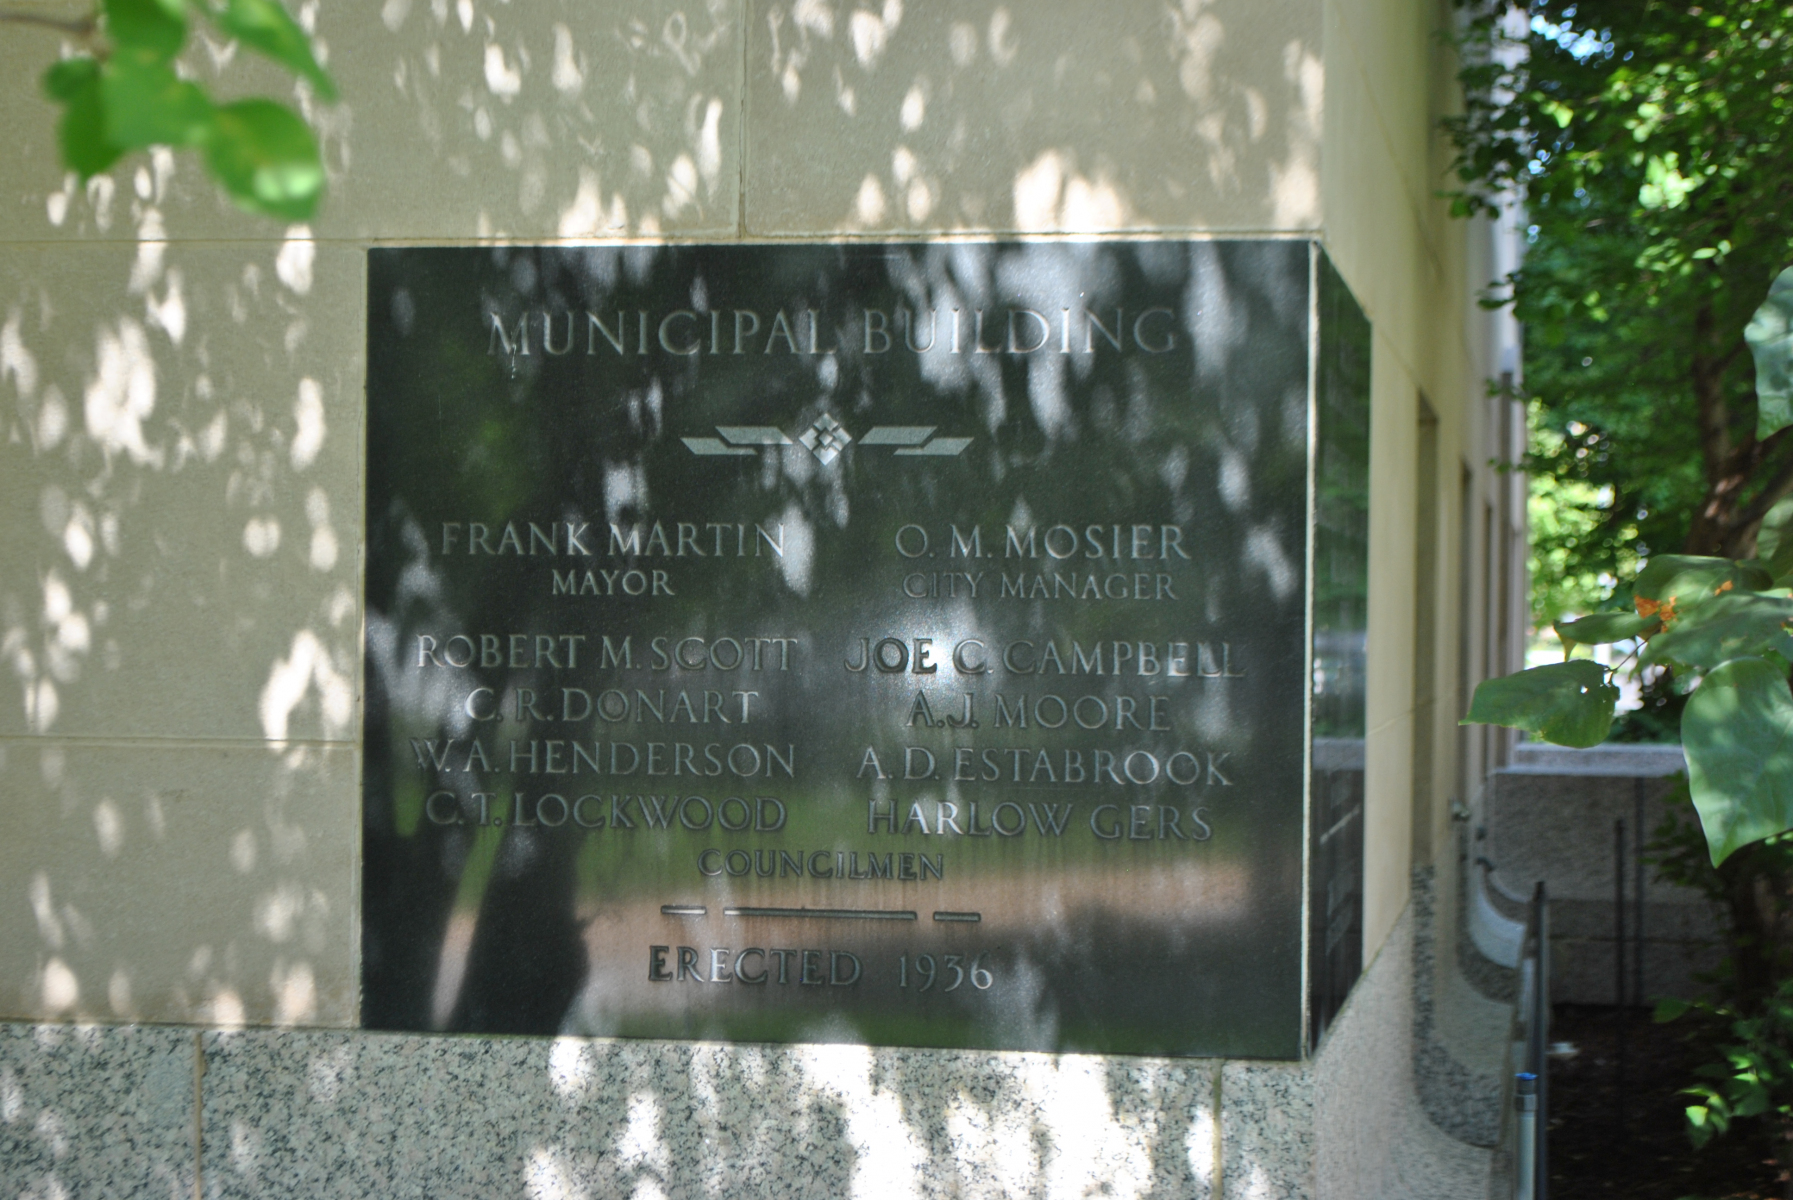 MUNICIPAL BUILDING
FRANK MARTIN
MAYOR
O. M. MOSIER
CITY MANAGER
ROBERT M. SCOTT
C. R. DONART
W. A. HENDERSON
C. T. LOCKWOOD
JOE C. CAMPBELL
A. J. MOORE
A. D. ESTABROOK
HARLOW GERS
COUNCILMEN
ERECTED 1936